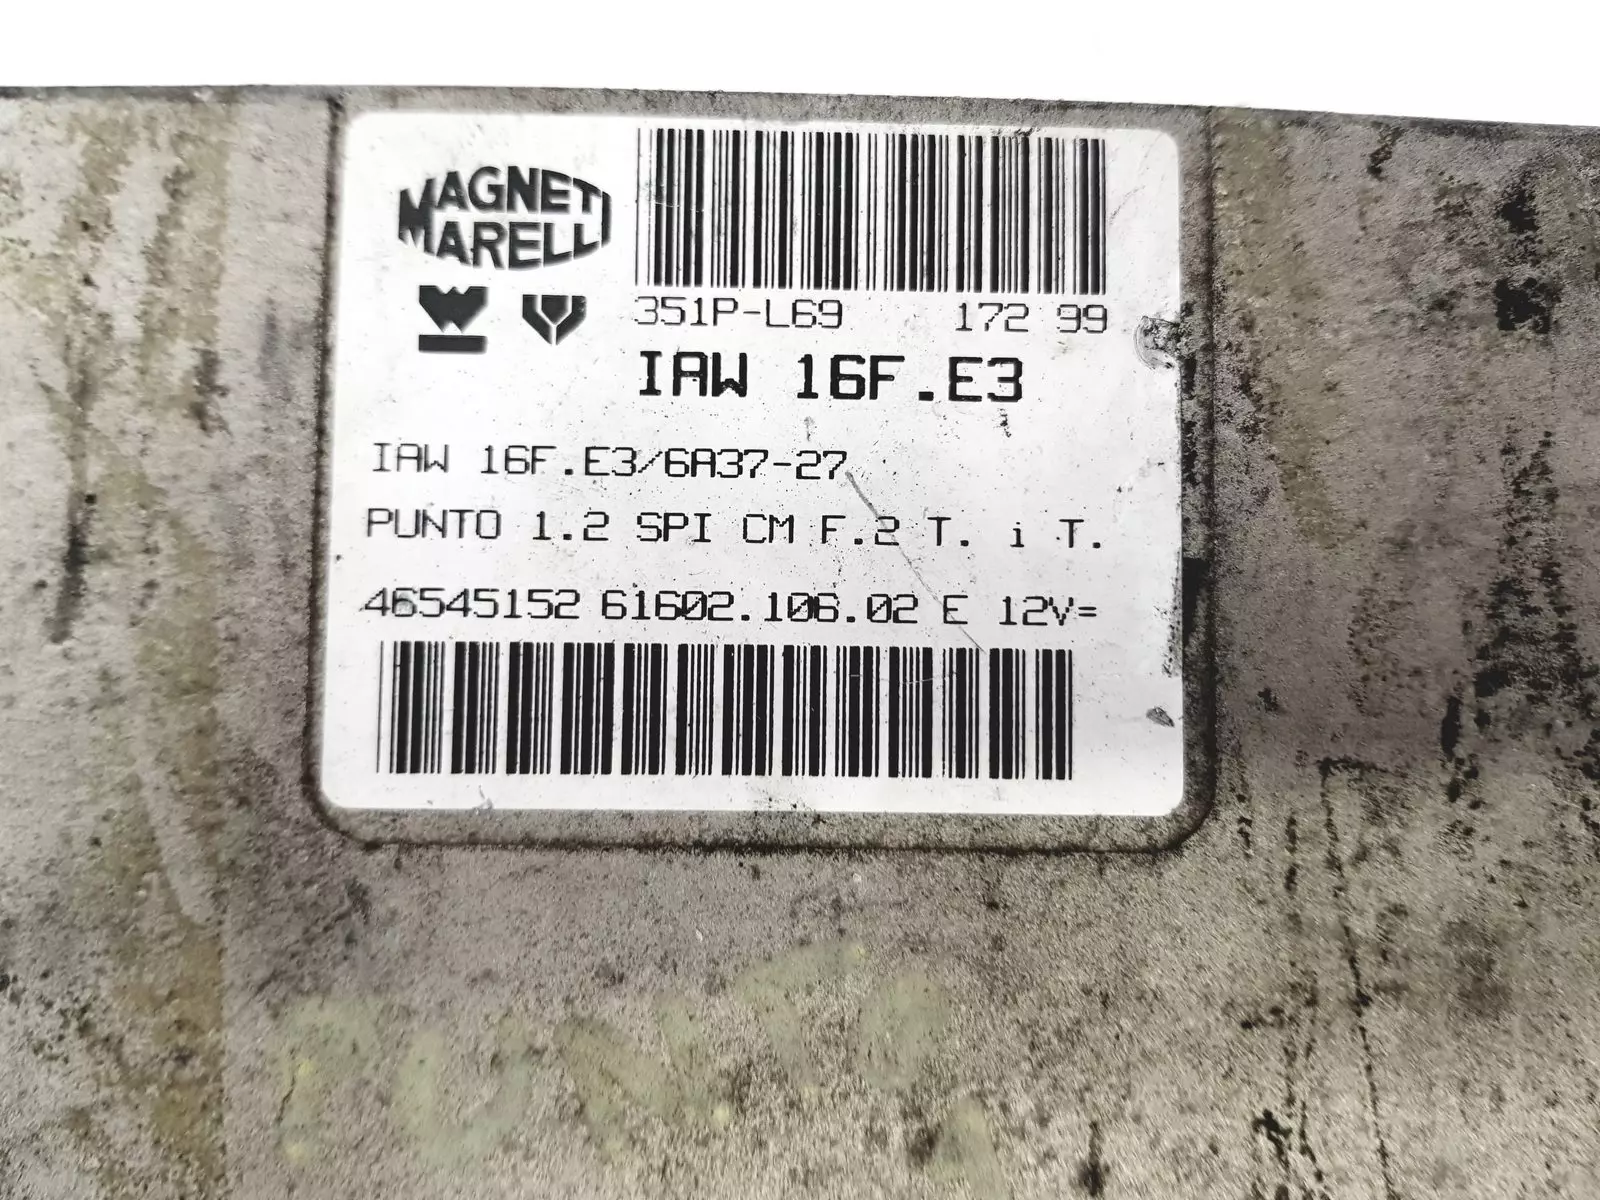 MAGNETI
MARELLI
351P-L69 172 99
IAW 16F.E3
IAW 16F.E3/6A37-27
PUNTO 1.2 SPI CM F.2 T. i T.
46545152 61602.106.02 E 12V=